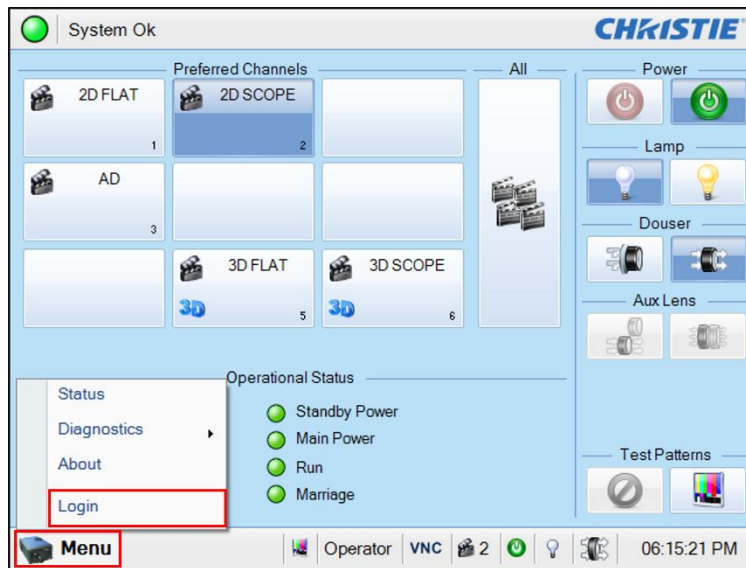 System Ok
CHRISTIE
Preferred Channels
All
Power
2D FLAT
1
2D SCOPE
2
Lamp
AD
3
Douser
3D FLAT
3D
5
3D SCOPE
3D
6
Aux Lens
Operational Status
Status
Diagnostics
About
Login
Standby Power
Main Power
Run
Marriage
Test Patterns
Menu
Operator
VNC
2
06:15:21 PM